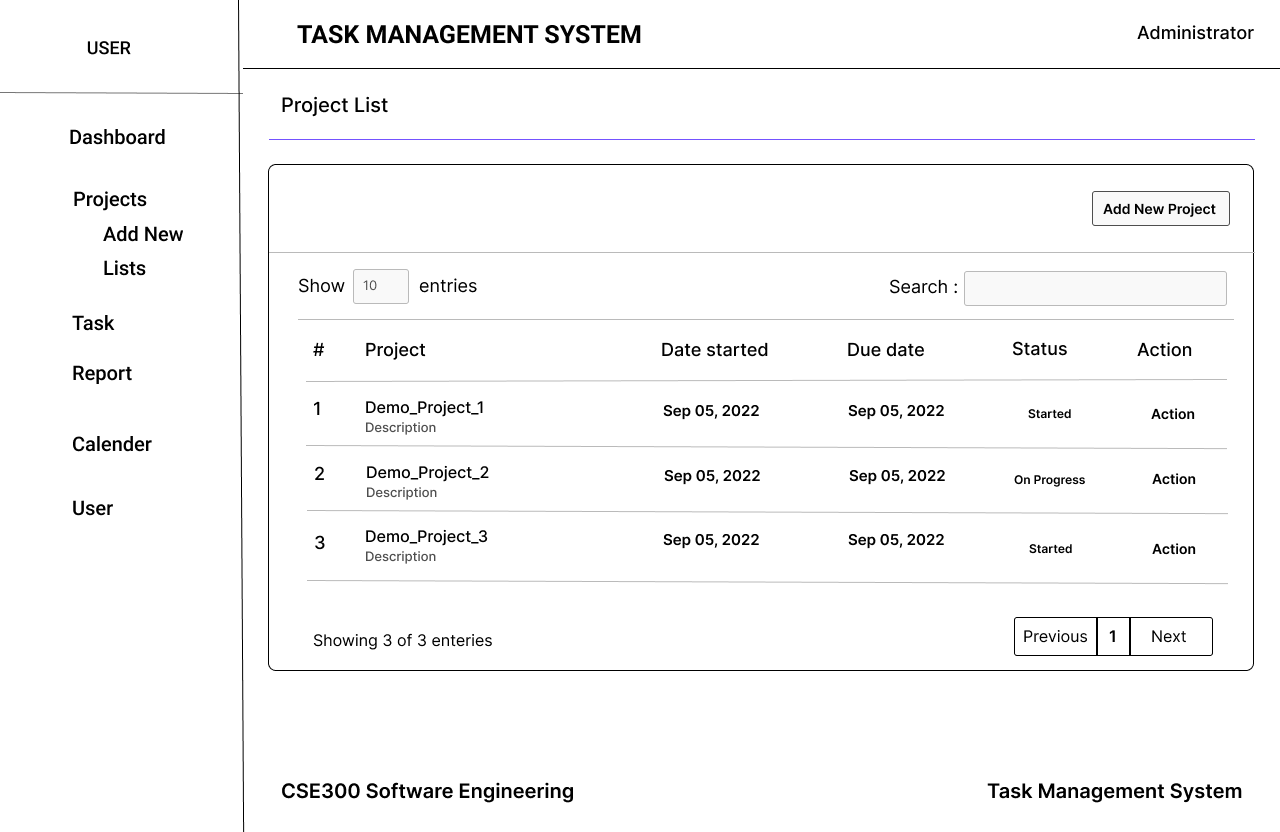 USER
TASK MANAGEMENT SYSTEM
Administrator
Dashboard
Projects
Add New
Lists
Task
Report
Calender
User
Project List
Add New Project
Show 10 entries
Search :
# Project Date started Due date Status Action
1 Demo_Project_1 Sep 05, 2022 Sep 05, 2022 Started Action
Description
2 Demo_Project_2 Sep 05, 2022 Sep 05, 2022 On Progress Action
Description
3 Demo_Project_3 Sep 05, 2022 Sep 05, 2022 Started Action
Description
Showing 3 of 3 enteries
Previous 1 Next
CSE300 Software Engineering
Task Management System